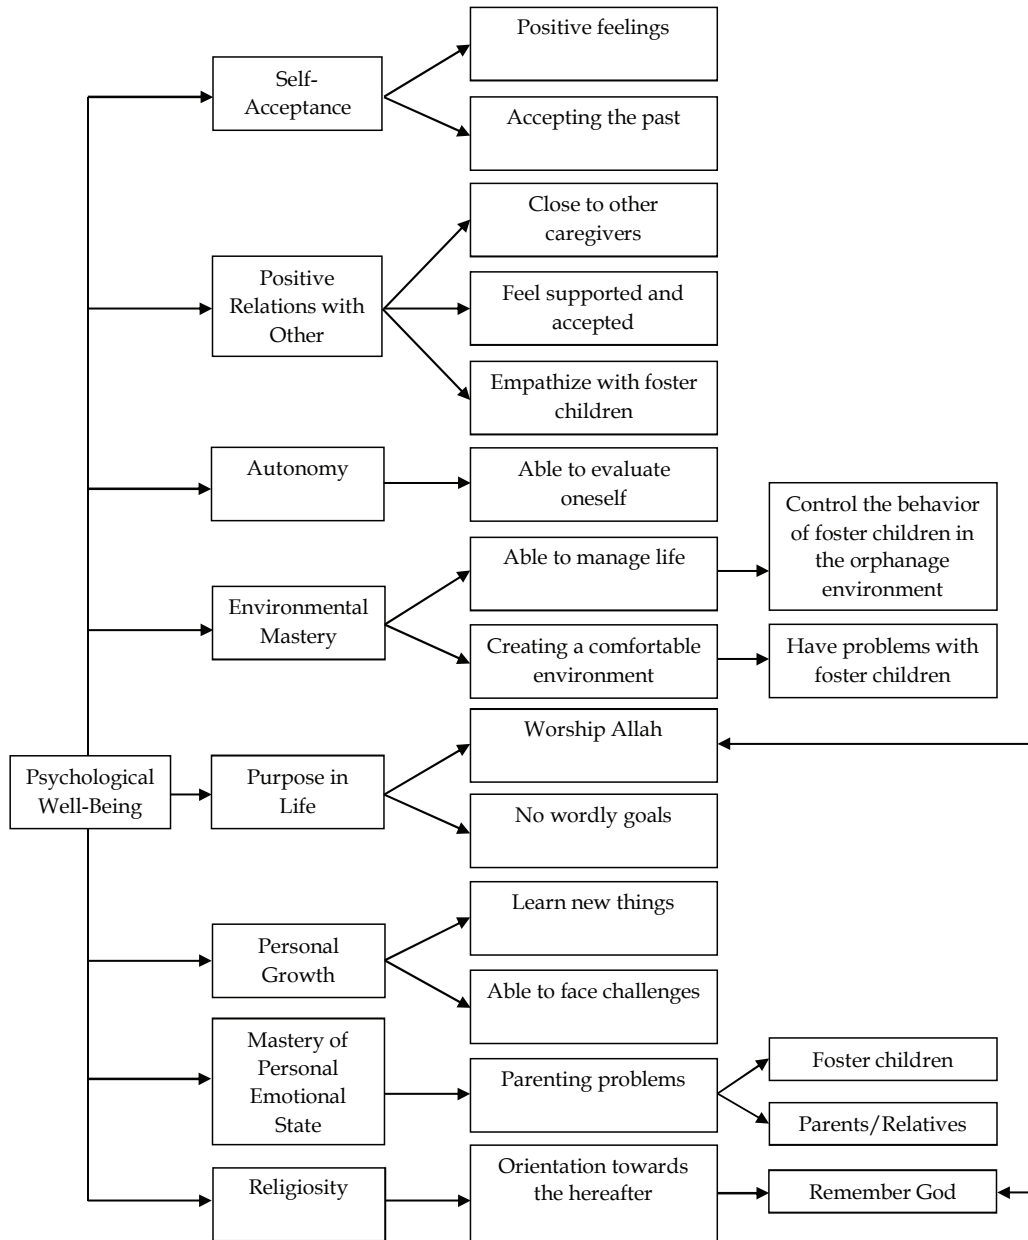 Positive feelings
Self-
Acceptance
Accepting the past
Close to other
caregivers
Positive
Relations with
Other
Feel supported and
accepted
Empathize with foster
children
Autonomy
Able to evaluate
oneself
Control the behavior
of foster children in
the orphanage
environment
Able to manage life
Environmental
Mastery
Creating a comfortable
environment
Have problems with
foster children
Worship Allah
Psychological
Well-Being
Purpose in
Life
No wordly goals
Learn new things
Personal
Growth
Able to face challenges
Mastery of
Personal
Emotional
State
Parenting problems
Foster children
Parents/Relatives
Religiosity
Orientation towards
the hereafter
Remember God